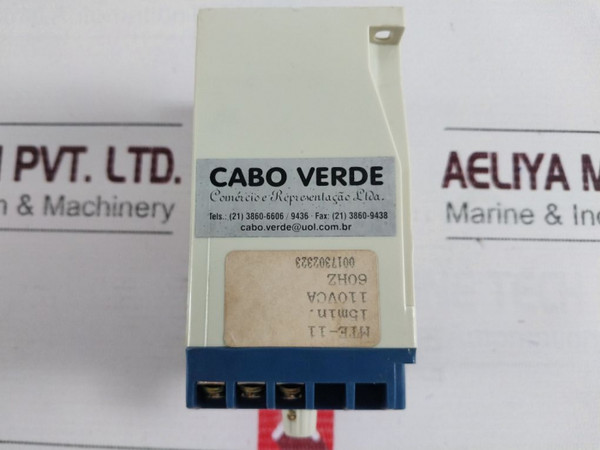 I PVT. LTD.
n & Machinery
AELIYA M
Marine & Ind
CABO VERDE
Comércio e Representação Ltda.
Tels.: (21) 3860-6606 / 9436 - Fax: (21) 3860-9438
cabo.verde@uol.com.br
MTE-11
15min.
110VCA
60HZ
0017302323